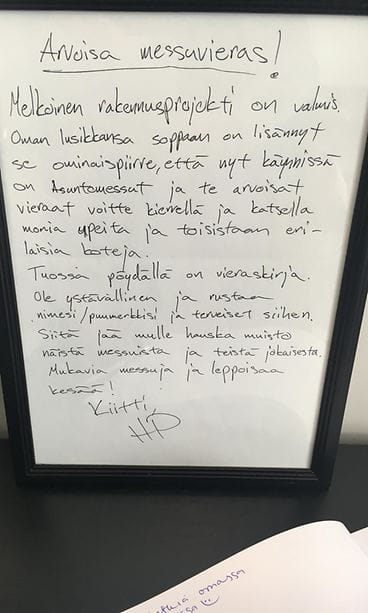 Arvoisa messuvieras!
Melkoinen rakennusprojekti on valmis.
Oman lusikkansa soppaan on lisännyt
se ominaispiirre, että nyt käynnissä
on Asuntomessut ja te arvoisat
vieraat voitte kierrellä ja katsella
monia upeita ja toisistaan eri-
laisia koteja.
Tuossa pöydällä on vieraskirja.
Ole ystävällinen ja rustaa
nimesi/puumerkkisi ja terveiset siihen.
Siitä jää mulle hauska muisto
näistä messuista ja teistä jokaisesta.
Mukavia messuja ja leppoisaa
kesää!
Kiitti,
HP
omassa